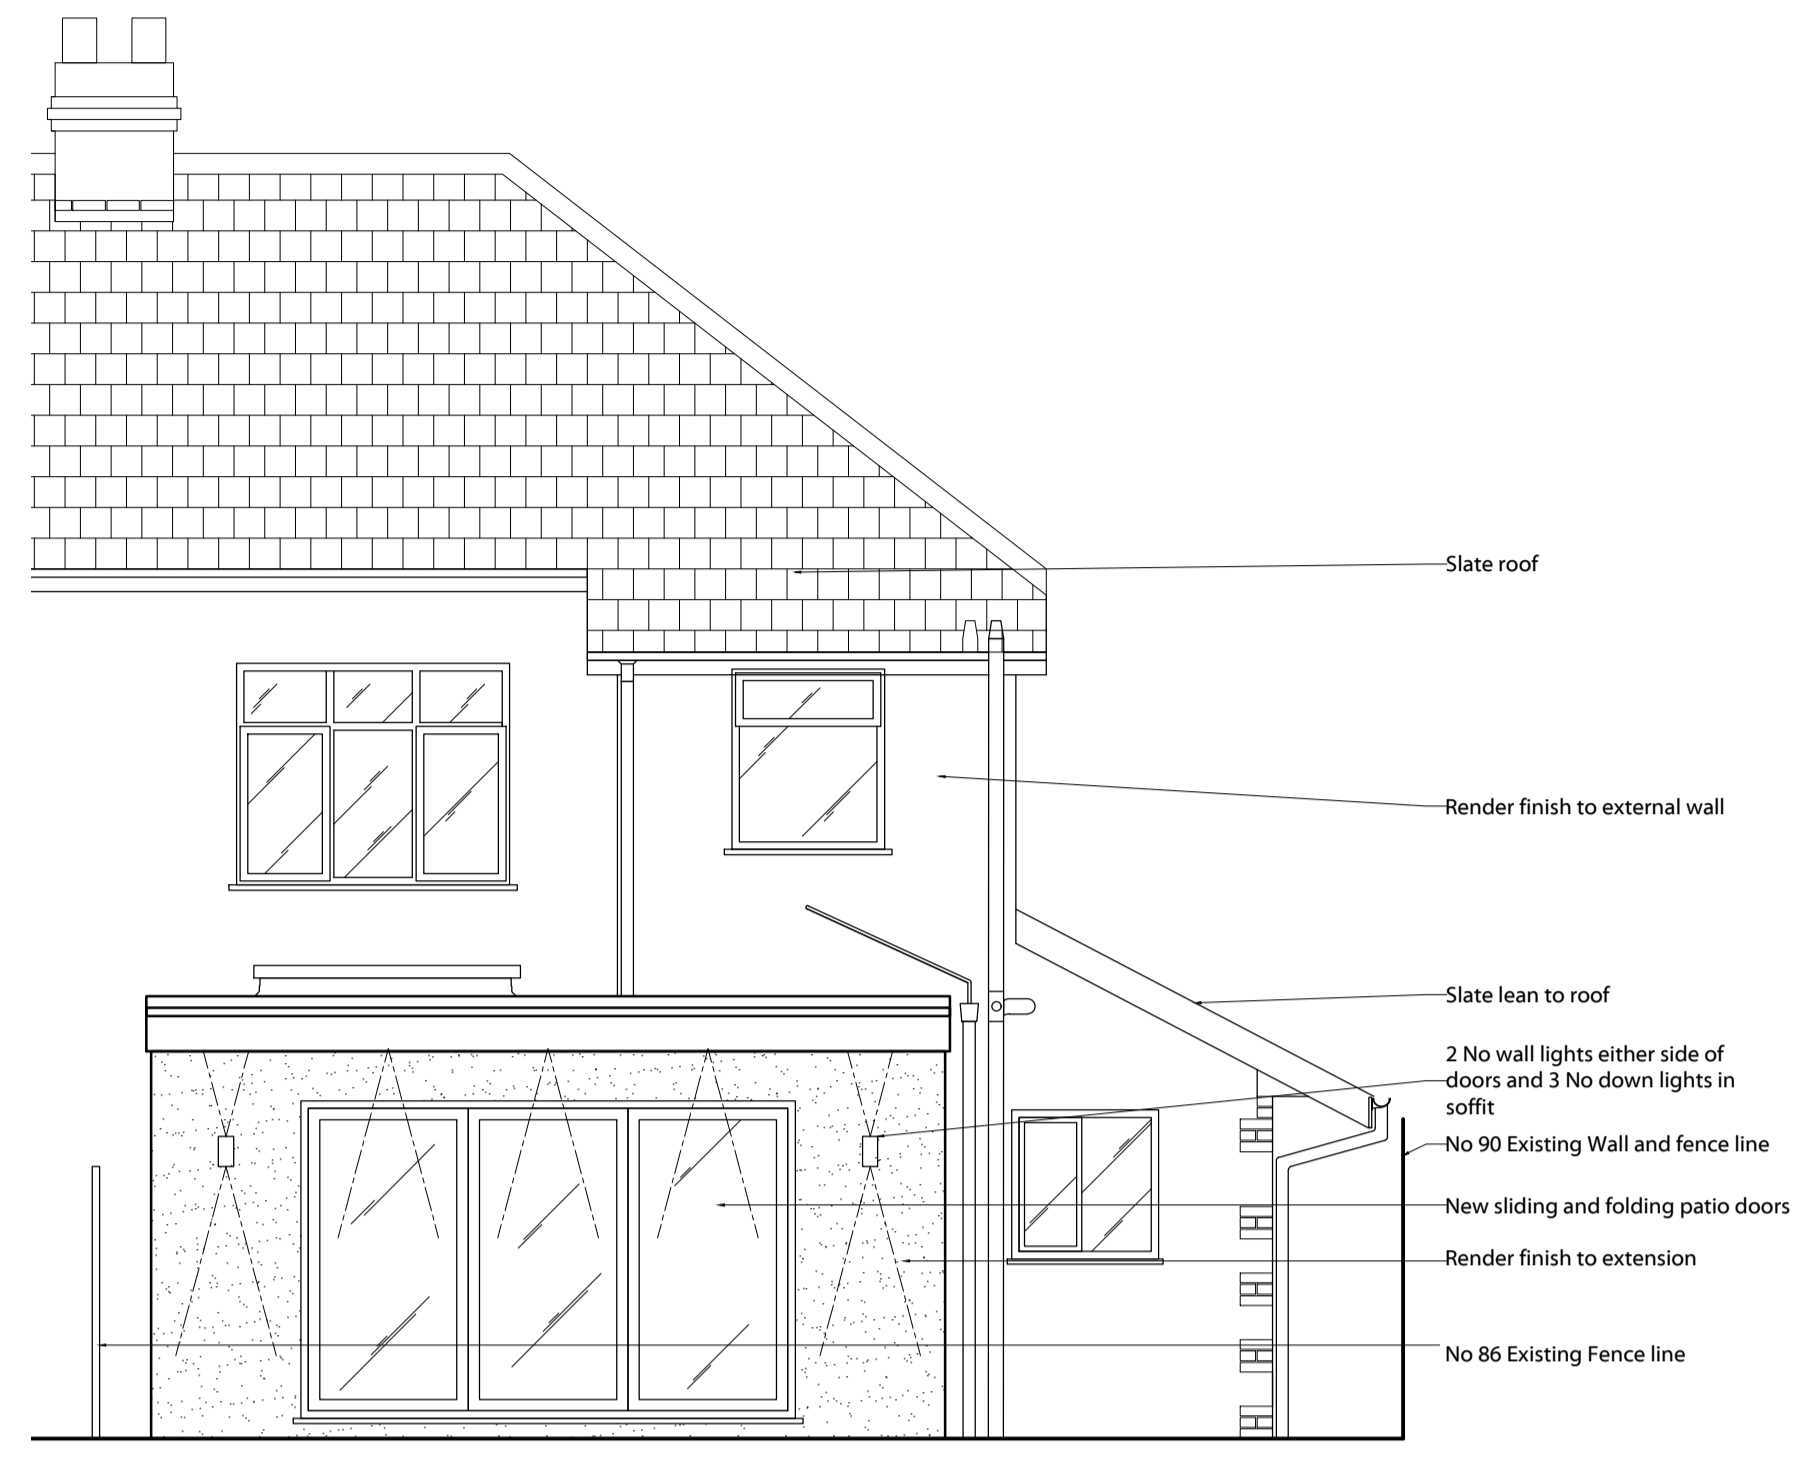 Slate roof
Render finish to external wall
Slate lean to roof
2 No wall lights either side of
doors and 3 No down lights in
soffit
No 90 Existing Wall and fence line
New sliding and folding patio doors
Render finish to extension
No 86 Existing Fence line